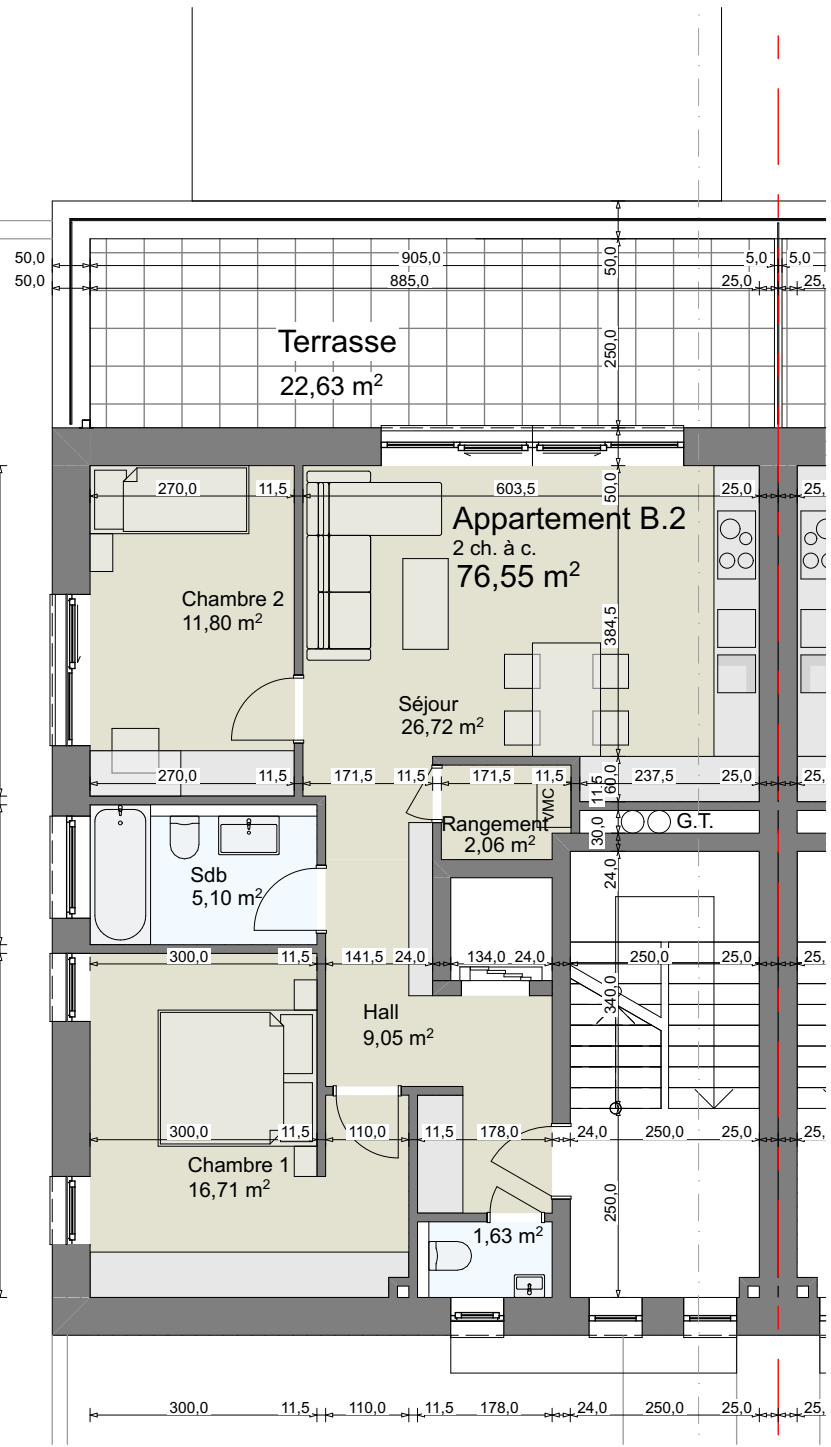 50,0 905,0 5,0 5,0
50,0 885,0 25,0 25,
50,0
250,0
Terrasse
22,63 m²
270,0 11,5 603,5 25,0 25,
50,0
Appartement B.2
2 ch. à c.
76,55 m²
Chambre 2
11,80 m²
384,5
Séjour
26,72 m²
270,0 11,5 171,5 11,5 171,5 11,5 237,5 25,0 25,
11,5 60,0
VMC
Rangement
2,06 m²
30,0
G.T.
24,0
Sdb
5,10 m²
300,0 11,5 141,5 24,0 134,0 24,0 250,0 25,0 25,
340,0
Hall
9,05 m²
300,0 11,5 110,0 11,5 178,0 24,0 250,0 25,0 25,
Chambre 1
16,71 m²
250,0
1,63 m²
300,0 11,5 110,0 11,5 178,0 24,0 250,0 25,0 25,